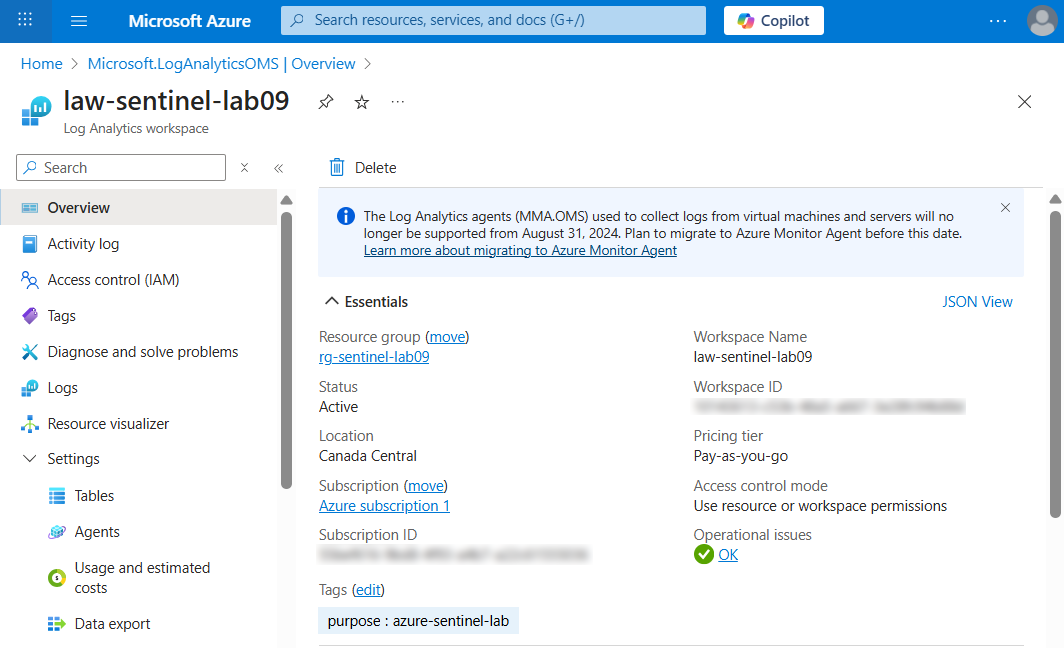 Microsoft Azure
Search resources, services, and docs (G+/)
Copilot
Home > Microsoft.LogAnalyticsOMS | Overview >
law-sentinel-lab09
Log Analytics workspace
Search
Overview
Activity log
Access control (IAM)
Tags
Diagnose and solve problems
Logs
Resource visualizer
Settings
Tables
Agents
Usage and estimated
costs
Data export
Delete
The Log Analytics agents (MMA.OMS) used to collect logs from virtual machines and servers will no
longer be supported from August 31, 2024. Plan to migrate to Azure Monitor Agent before this date.
Learn more about migrating to Azure Monitor Agent
Essentials
JSON View
Resource group (move)
rg-sentinel-lab09
Status
Active
Location
Canada Central
Subscription (move)
Azure subscription 1
Subscription ID
Workspace Name
law-sentinel-lab09
Workspace ID
Pricing tier
Pay-as-you-go
Access control mode
Use resource or workspace permissions
Operational issues
OK
Tags (edit)
purpose : azure-sentinel-lab